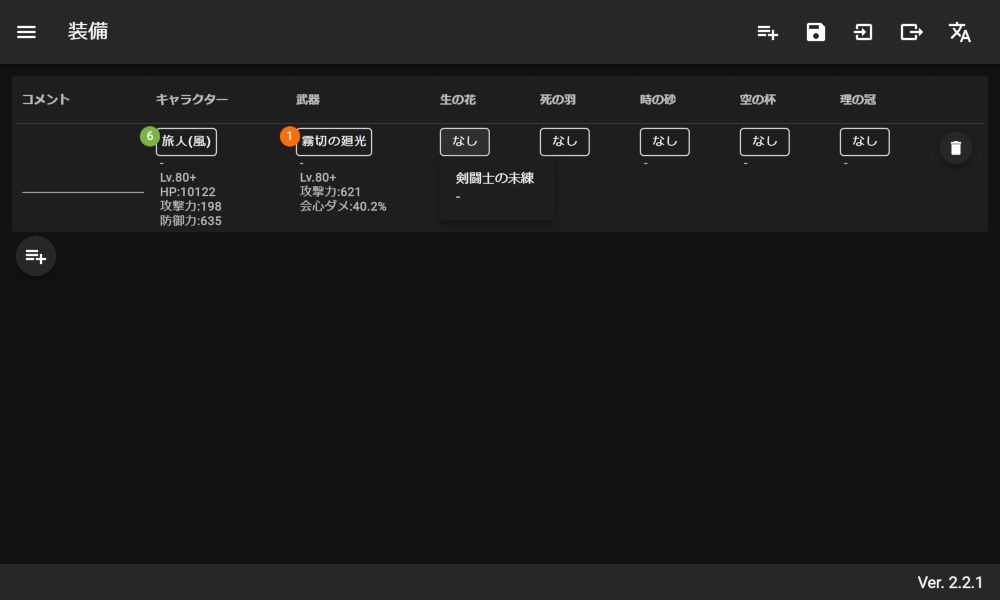 装備
コメント キャラクター 武器 生の花 死の羽 時の砂 空の杯 理の冠
6 旅人(風) 1 霧切の廻光 なし なし なし なし なし
- - - - -
Lv.80+ Lv.80+
HP:10122 攻撃力:621
攻撃力:198 会心ダメ:40.2%
防御力:635
剣闘士の未練
-
Ver. 2.2.1